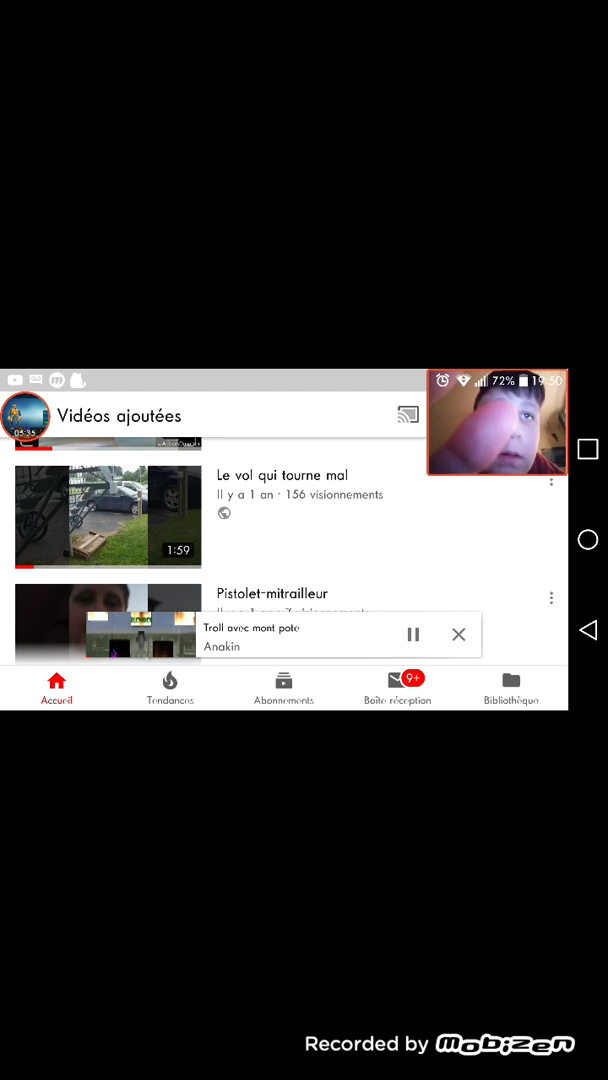 72% 19:50
05:35
Vidéos ajoutées
Le vol qui tourne mal
Il y a 1 an · 156 visionnements
1:59
Pistolet-mitrailleur
Troll avec mont pote
Anakin
9+
Accueil
Tendances
Abonnements
Boîte réception
Bibliothèque
Recorded by mobizen